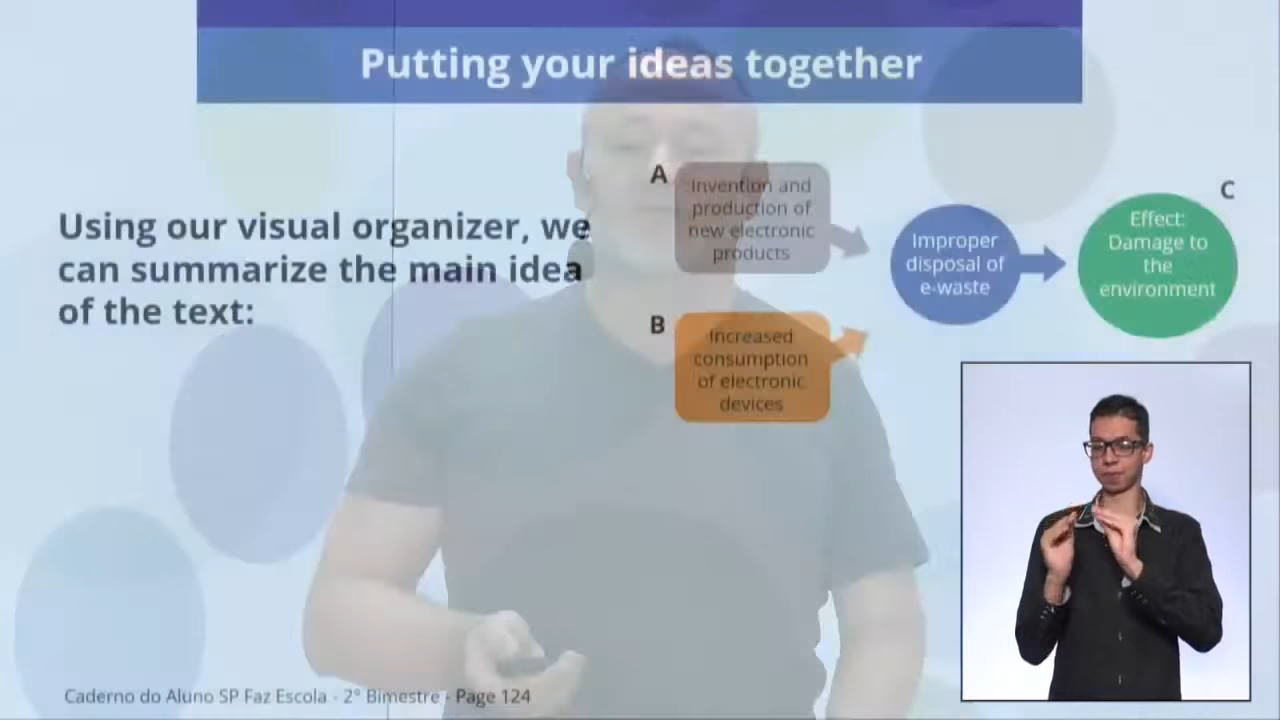 Putting your ideas together
Using our visual organizer, we
can summarize the main idea
of the text:
A
Invention and
production of
new electronic
products
B
Increased
consumption
of electronic
devices
Improper
disposal of
e-waste
C
Effect:
Damage to
the
environment
Caderno do Aluno SP Faz Escola - 2° Bimestre - Page 124